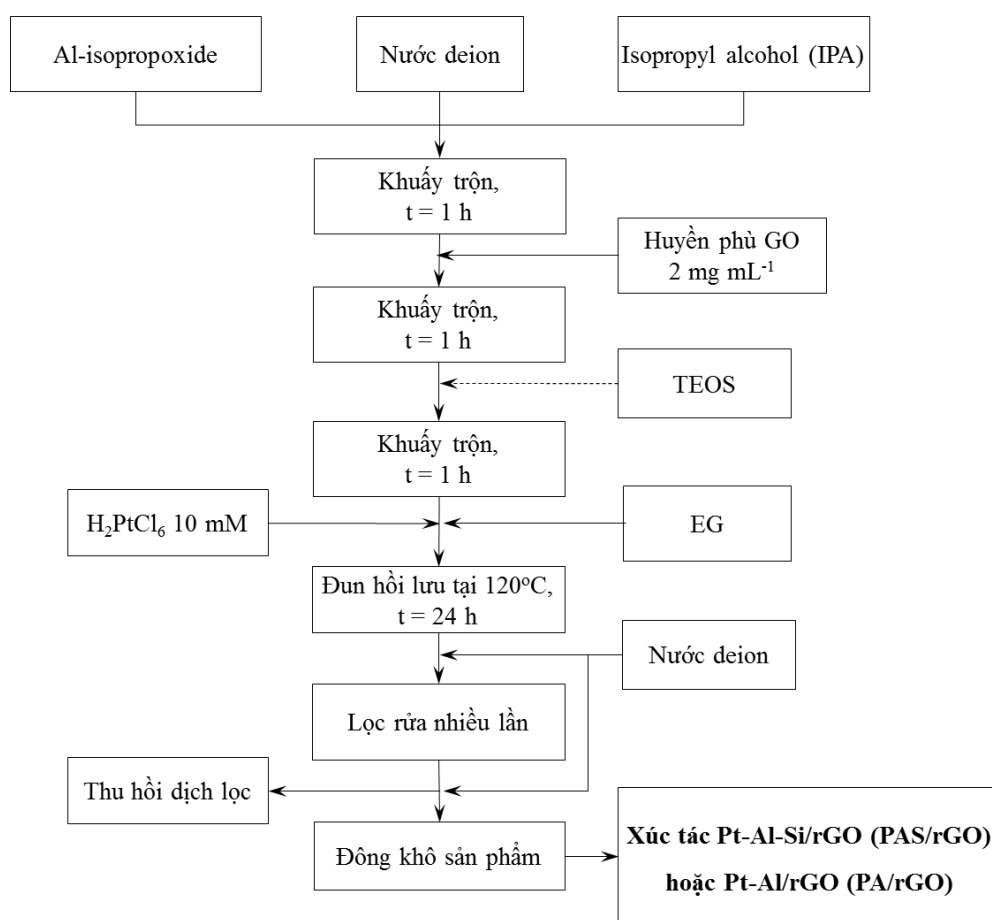 Al-isopropoxide
Nước deion
Isopropyl alcohol (IPA)
Khuấy trộn,
t = 1 h
Huyền phù GO
2 mg mL⁻¹
Khuấy trộn,
t = 1 h
TEOS
Khuấy trộn,
t = 1 h
H₂PtCl₆ 10 mM
EG
Đun hồi lưu tại 120°C,
t = 24 h
Nước deion
Lọc rửa nhiều lần
Thu hồi dịch lọc
Đông khô sản phẩm
Xúc tác Pt-Al-Si/rGO (PAS/rGO)
hoặc Pt-Al/rGO (PA/rGO)